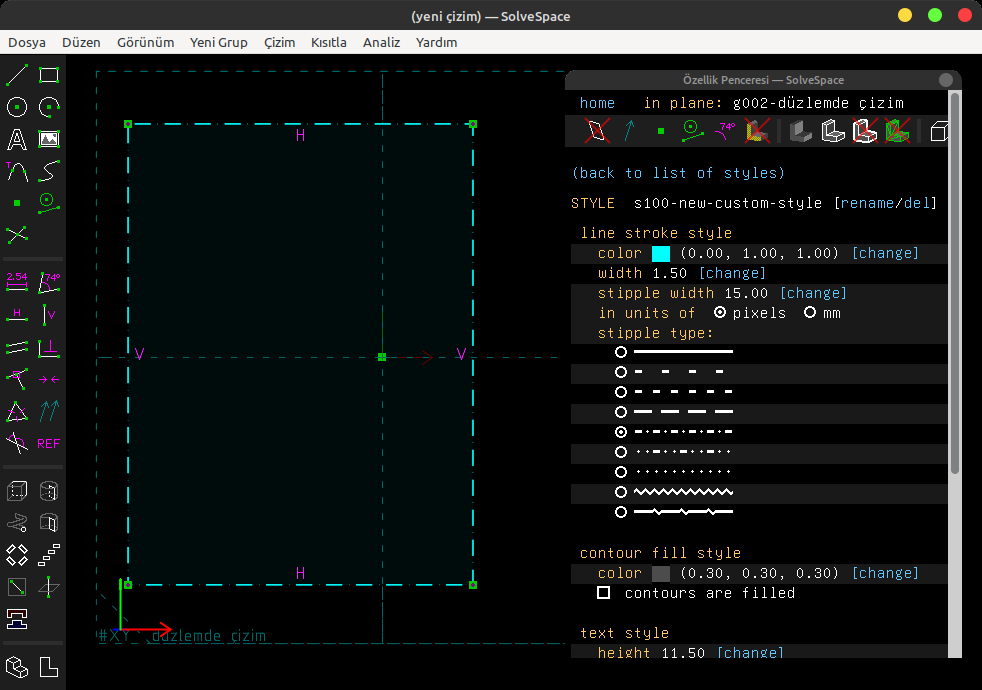 (yeni çizim) — SolveSpace
Dosya Düzen Görünüm Yeni Grup Çizim Kısıtla Analiz Yardım
Özellik Penceresi — SolveSpace
home in plane: g002-düzlemde çizim
74°
(back to list of styles)
STYLE s100-new-custom-style [rename/del]
line stroke style
color (0.00, 1.00, 1.00) [change]
width 1.50 [change]
stipple width 15.00 [change]
in units of pixels mm
stipple type:
contour fill style
color (0.30, 0.30, 0.30) [change]
contours are filled
text style
height 11.50 [change]
A
T
2.54 74°
H V
REF
H
V V
H
#XY düzlemde çizim